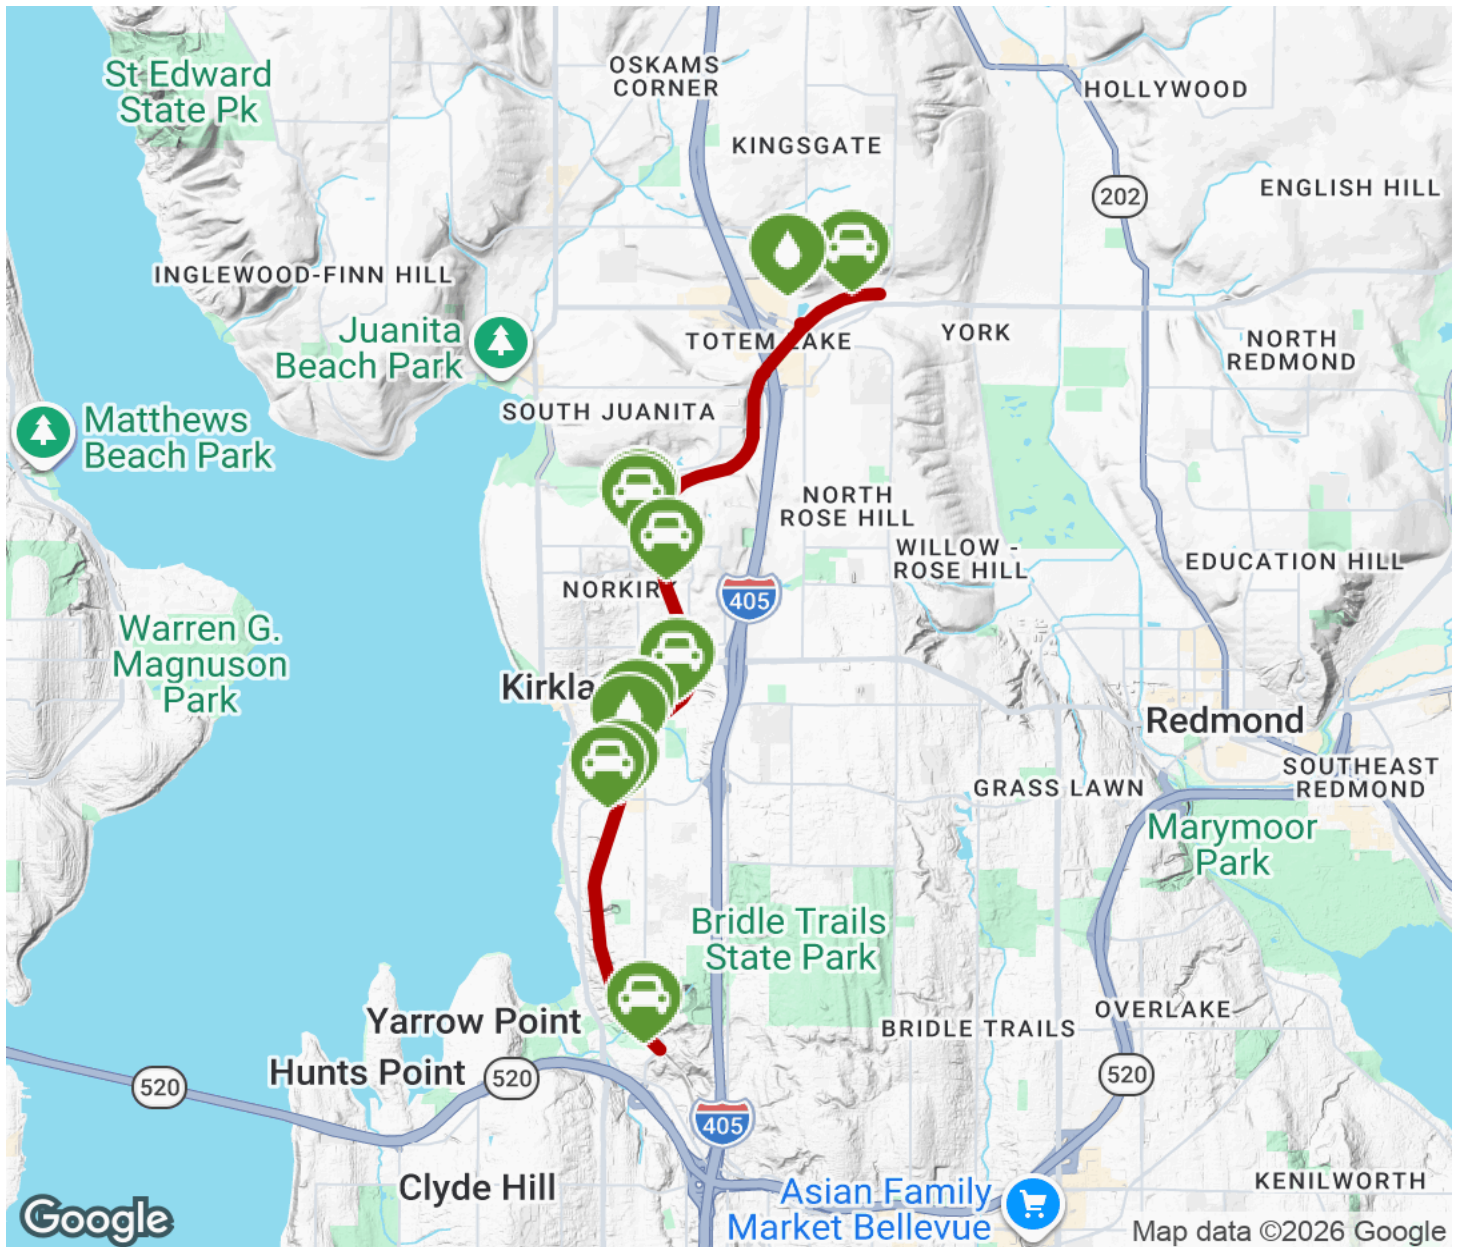 OSKAMS
CORNER
St Edward
State Pk
HOLLYWOOD
KINGSGATE
202
ENGLISH HILL
INGLEWOOD-FINN HILL
Juanita
Beach Park
TOTEM LAKE
YORK
NORTH
REDMOND
Matthews
Beach Park
SOUTH JUANITA
NORTH
ROSE HILL
WILLOW -
ROSE HILL
EDUCATION HILL
NORKIR
405
Warren G.
Magnuson
Park
Kirkla
Redmond
SOUTHEAST
REDMOND
GRASS LAWN
Marymoor
Park
Bridle Trails
State Park
OVERLAKE
Yarrow Point
BRIDLE TRAILS
Hunts Point
520
520
520
405
Clyde Hill
Asian Family
Market Bellevue
KENILWORTH
Google
Map data ©2026 Google